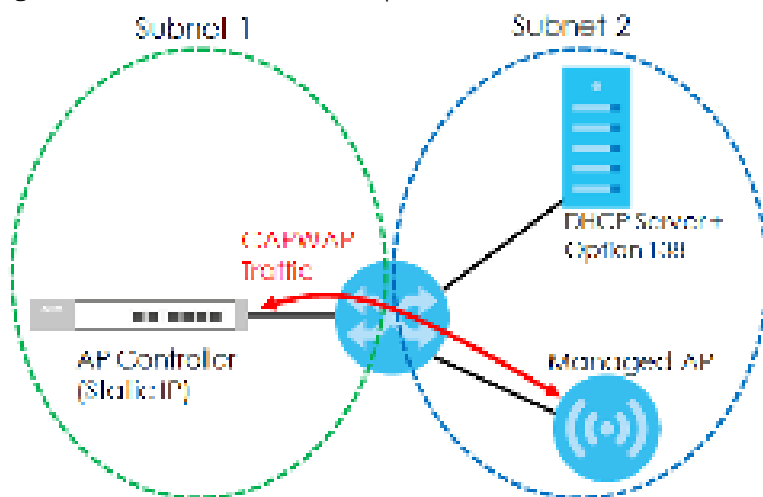 Subnet 1
Subnet 2
DHCP Server +
Option 138
CAPWAP
Traffic
AP Controller
(Static IP)
Managed AP